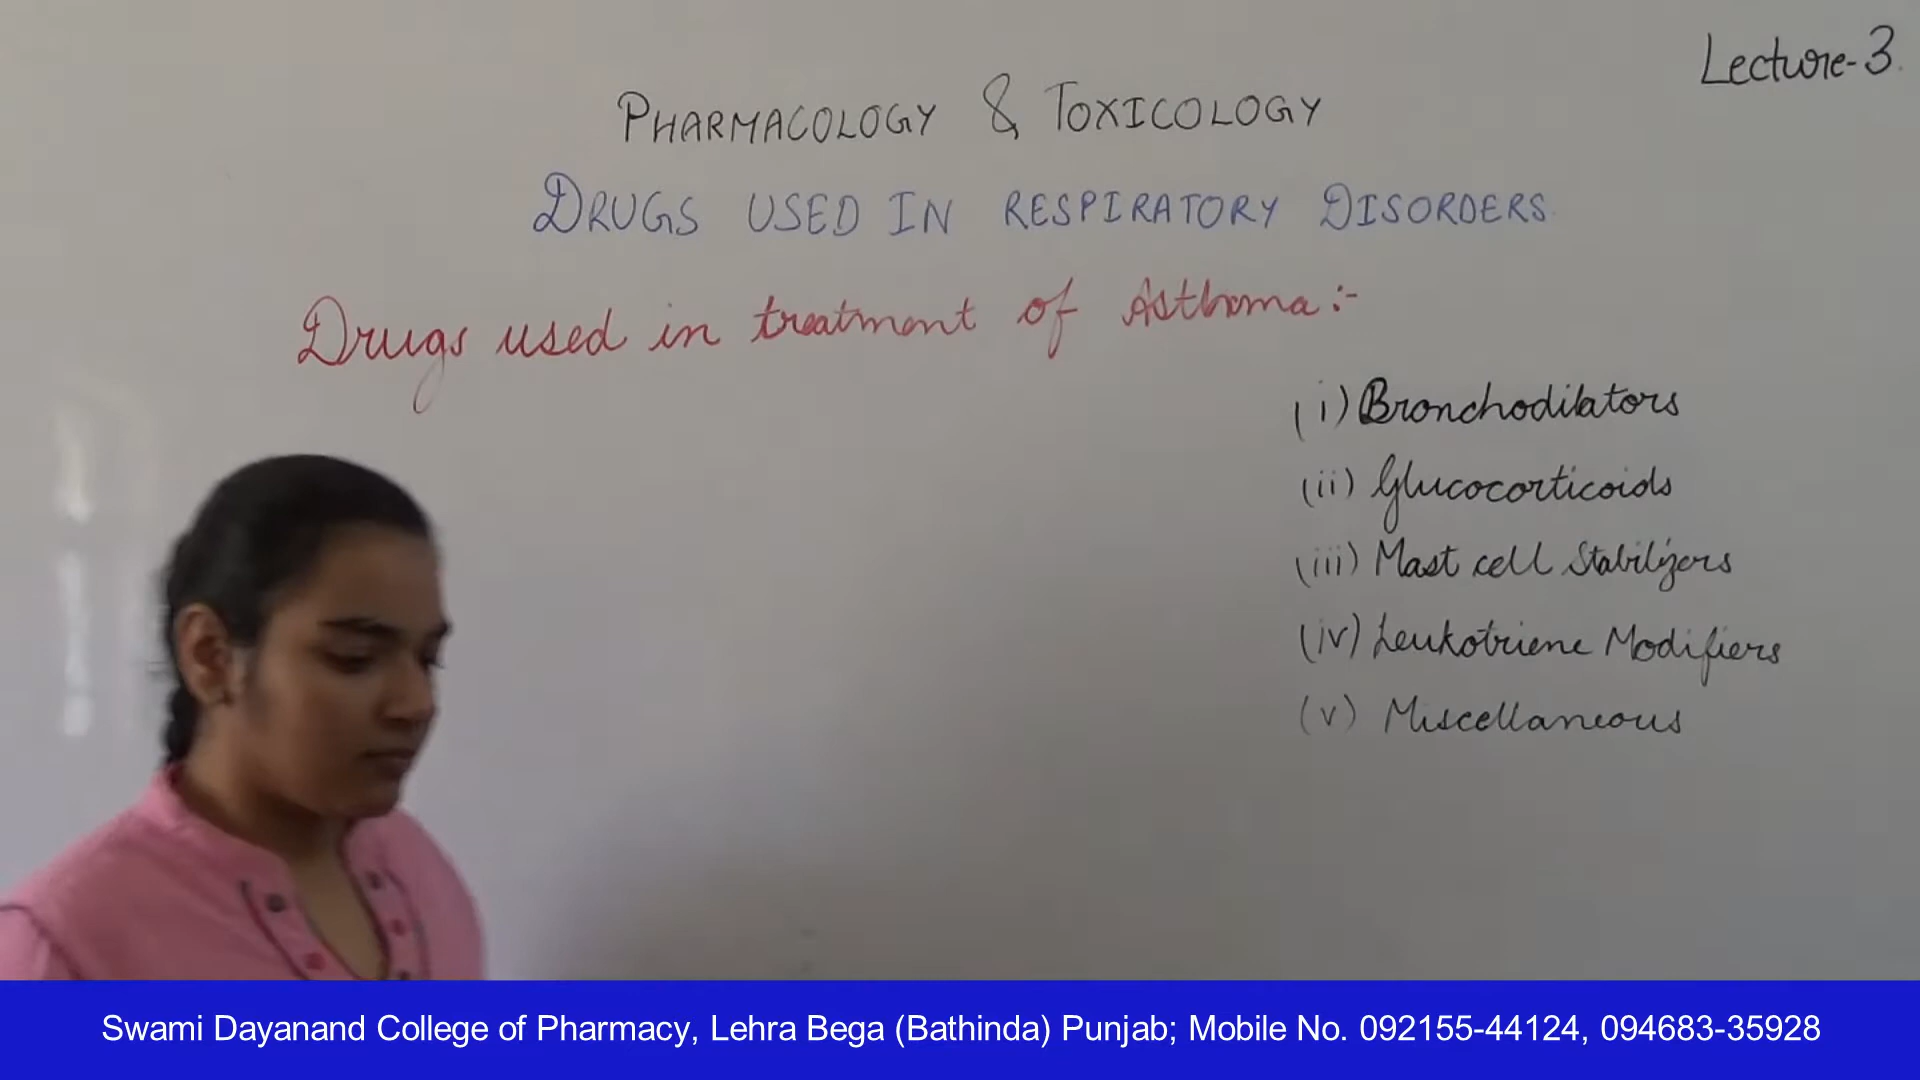 Lecture-3.
PHARMACOLOGY & TOXICOLOGY
DRUGS USED IN RESPIRATORY DISORDERS.
Drugs used in treatment of Asthma:-
(i) Bronchodilators
(ii) Glucocorticoids
(iii) Mast cell Stabilizers
(iv) Leukotriene Modifiers
(v) Miscellaneous
Swami Dayanand College of Pharmacy, Lehra Bega (Bathinda) Punjab; Mobile No. 092155-44124, 094683-35928